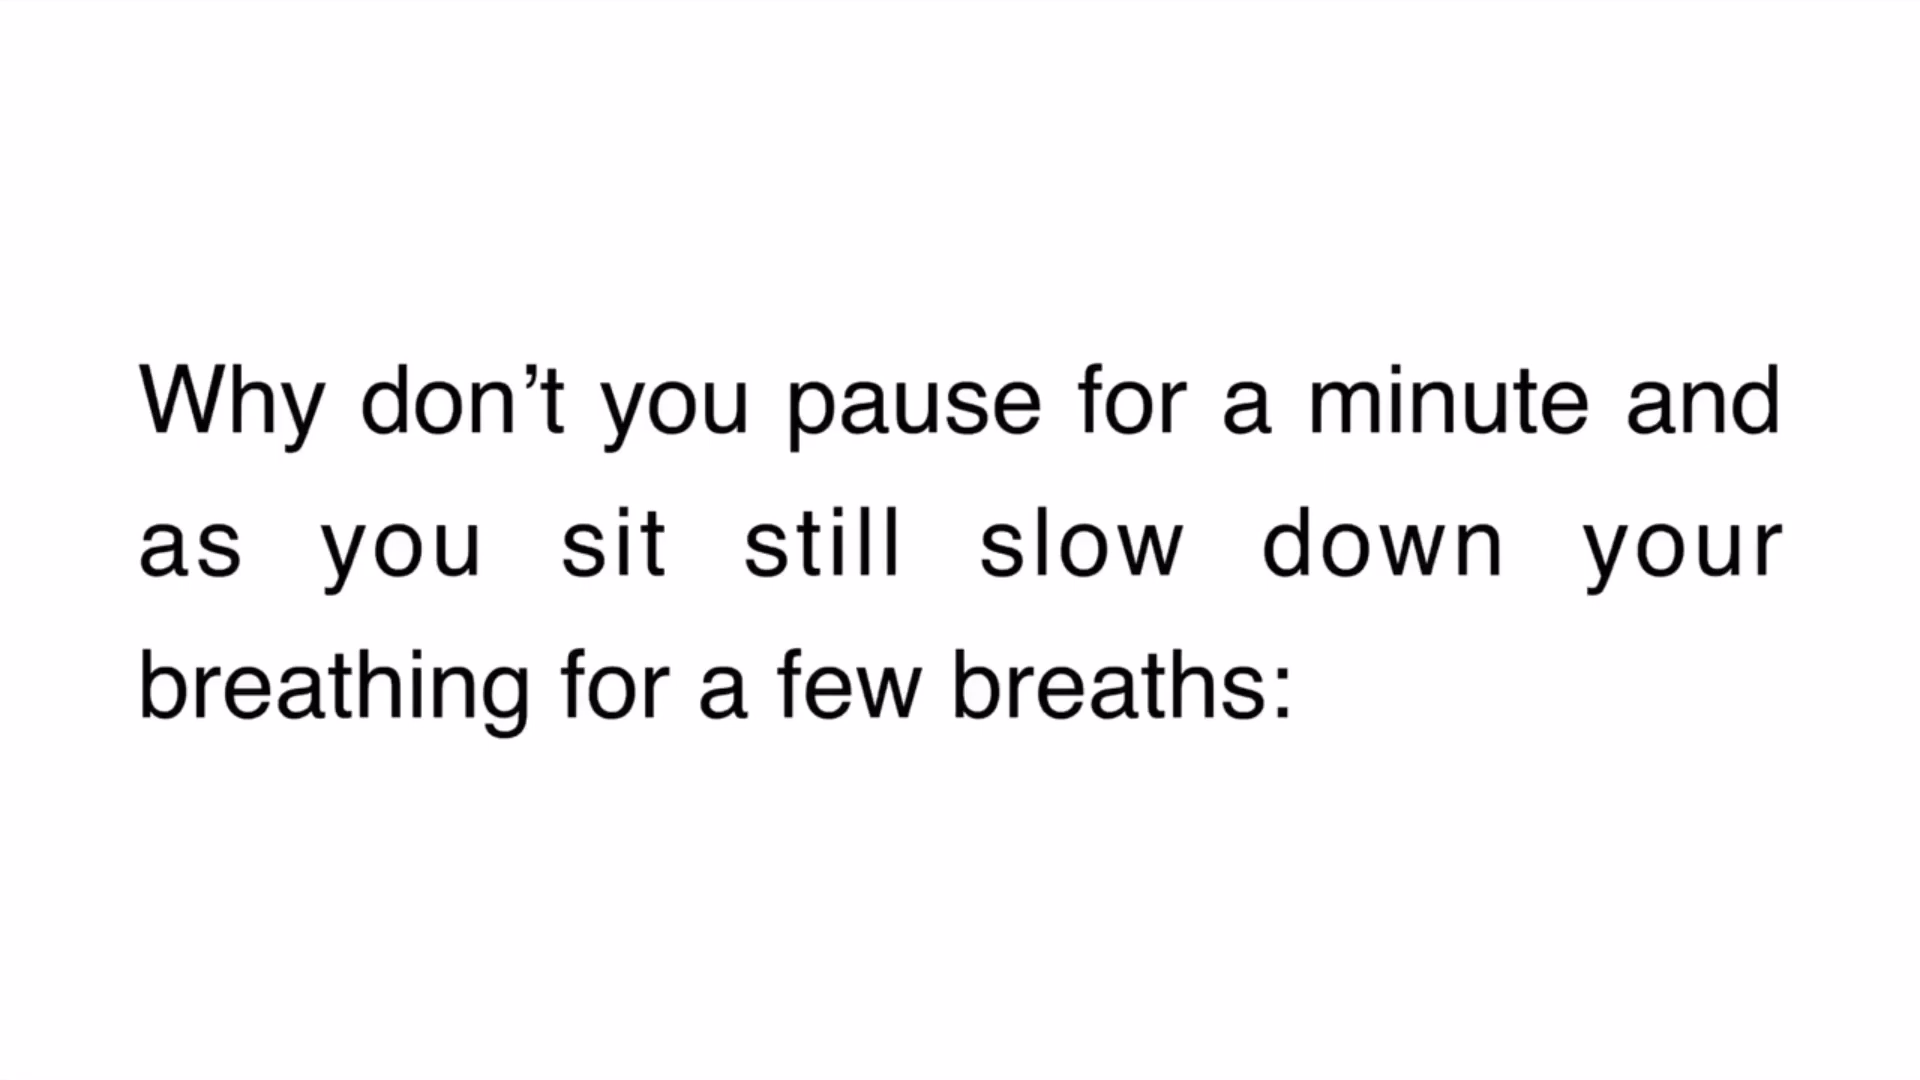 Why don’t you pause for a minute and
as you sit still slow down your
breathing for a few breaths: